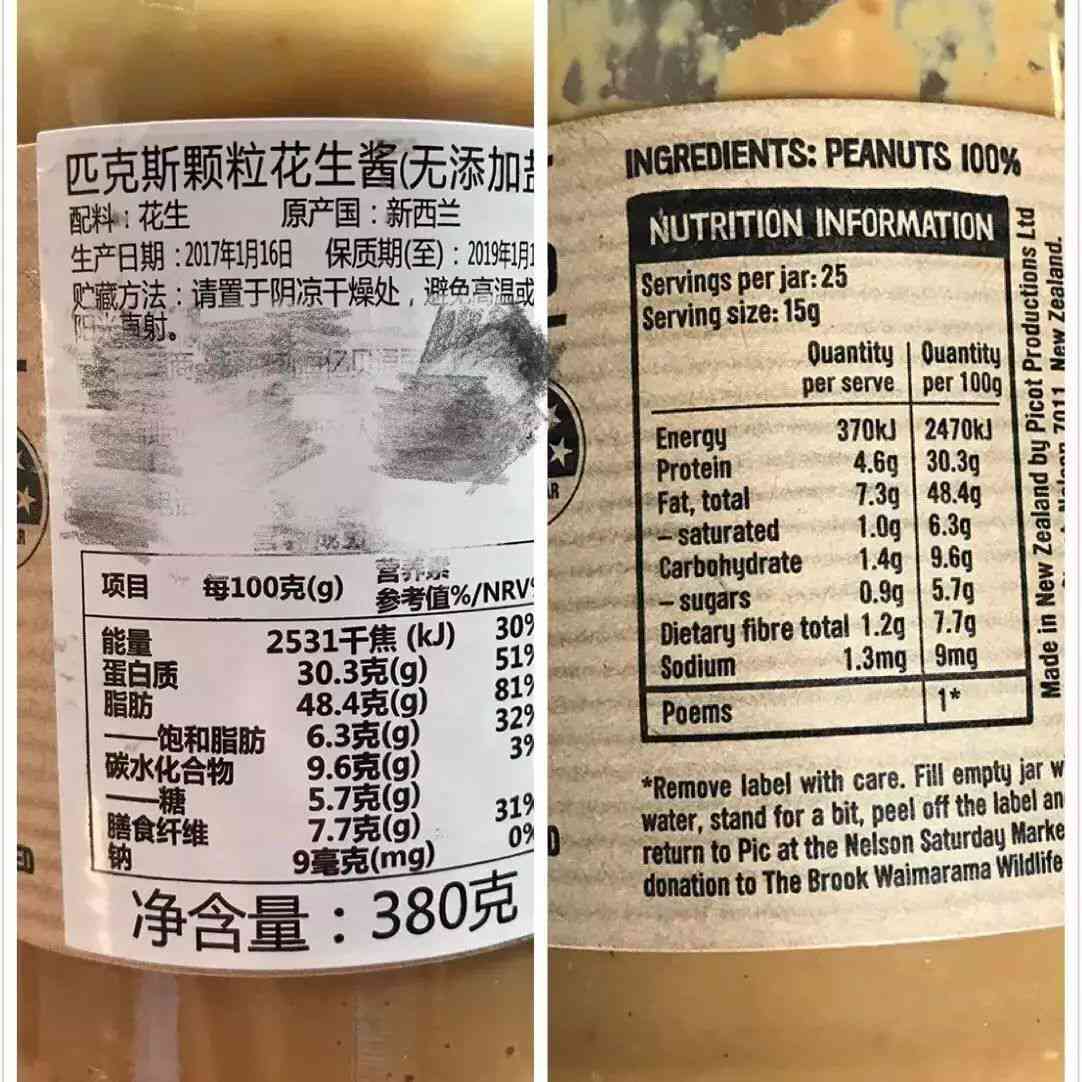 匹克斯颗粒花生酱(无添加
配料：花生 原产国：新西兰
生产日期：2017年1月16日 保质期(至)：2019年1月1
贮藏方法：请置于阴凉干燥处，避免高温或
阳光直射。
项目 每100克(g) 营养素参考值%/NRV%
能量 2531千焦 (kJ) 30%
蛋白质 30.3克(g) 51%
脂肪 48.4克(g) 81%
——饱和脂肪 6.3克(g) 32%
碳水化合物 9.6克(g) 3%
——糖 5.7克(g)
膳食纤维 7.7克(g) 31%
钠 9毫克(mg) 0%
净含量：380克
INGREDIENTS: PEANUTS 100%
NUTRITION INFORMATION
Servings per jar: 25
Serving size: 15g
Quantity per serve Quantity per 100g
Energy 370kJ 2470kJ
Protein 4.6g 30.3g
Fat, total 7.3g 48.4g
– saturated 1.0g 6.3g
Carbohydrate 1.4g 9.6g
– sugars 0.9g 5.7g
Dietary fibre total 1.2g 7.7g
Sodium 1.3mg 9mg
Poems 1*
*Remove label with care. Fill empty jar w
water, stand for a bit, peel off the label an
return to Pic at the Nelson Saturday Marke
donation to The Brook Waimarama Wildlife
Made in New Zealand by Picot Productions Ltd
Nelson 7011 New Zealand.